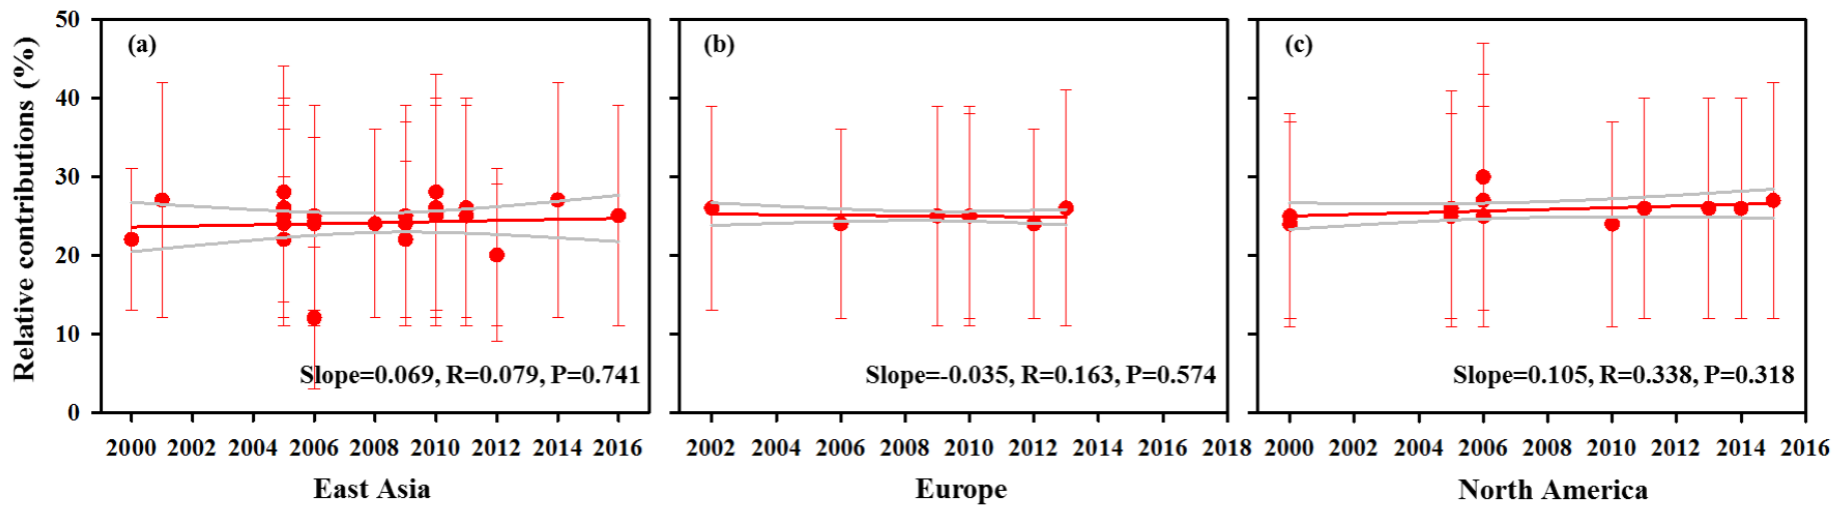 Relative contributions (%)
50
40
30
20
10
0
(a)
Slope=0.069, R=0.079, P=0.741
2000 2002 2004 2006 2008 2010 2012 2014 2016
East Asia
(b)
Slope=-0.035, R=0.163, P=0.574
2002 2004 2006 2008 2010 2012 2014 2016 2018
Europe
(c)
Slope=0.105, R=0.338, P=0.318
2000 2002 2004 2006 2008 2010 2012 2014 2016
North America